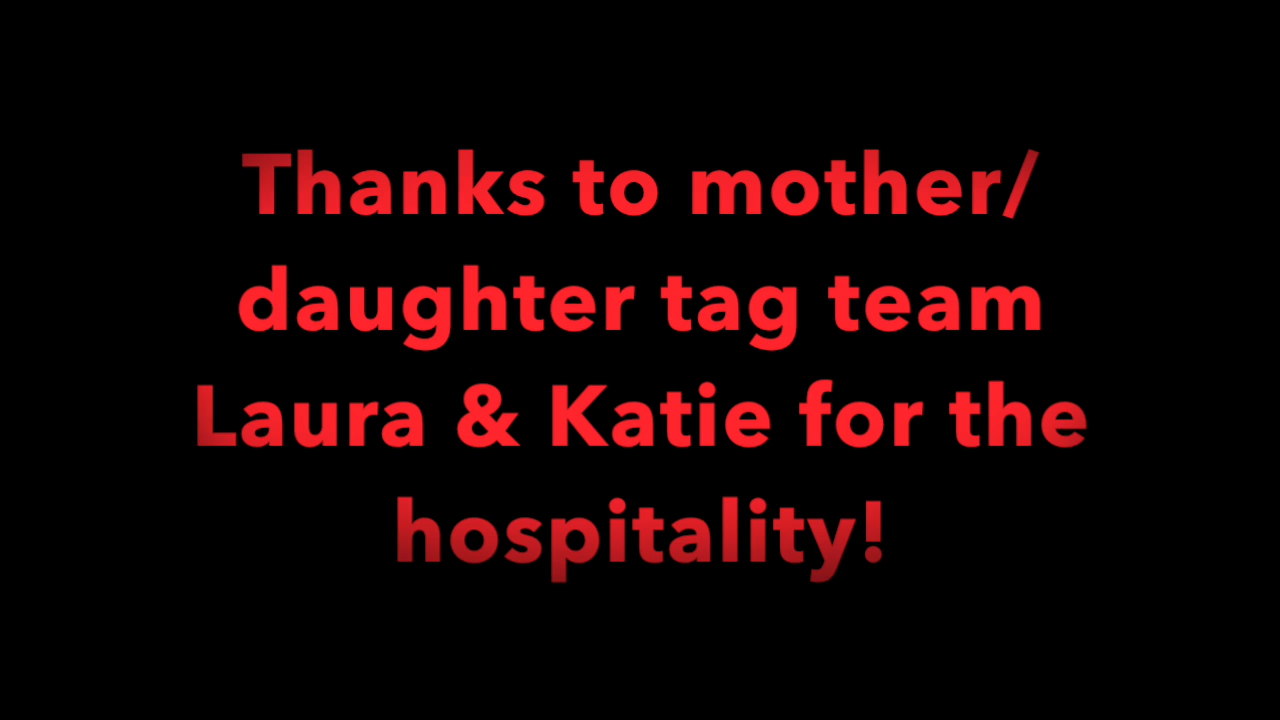 Thanks to mother/
daughter tag team
Laura & Katie for the
hospitality!